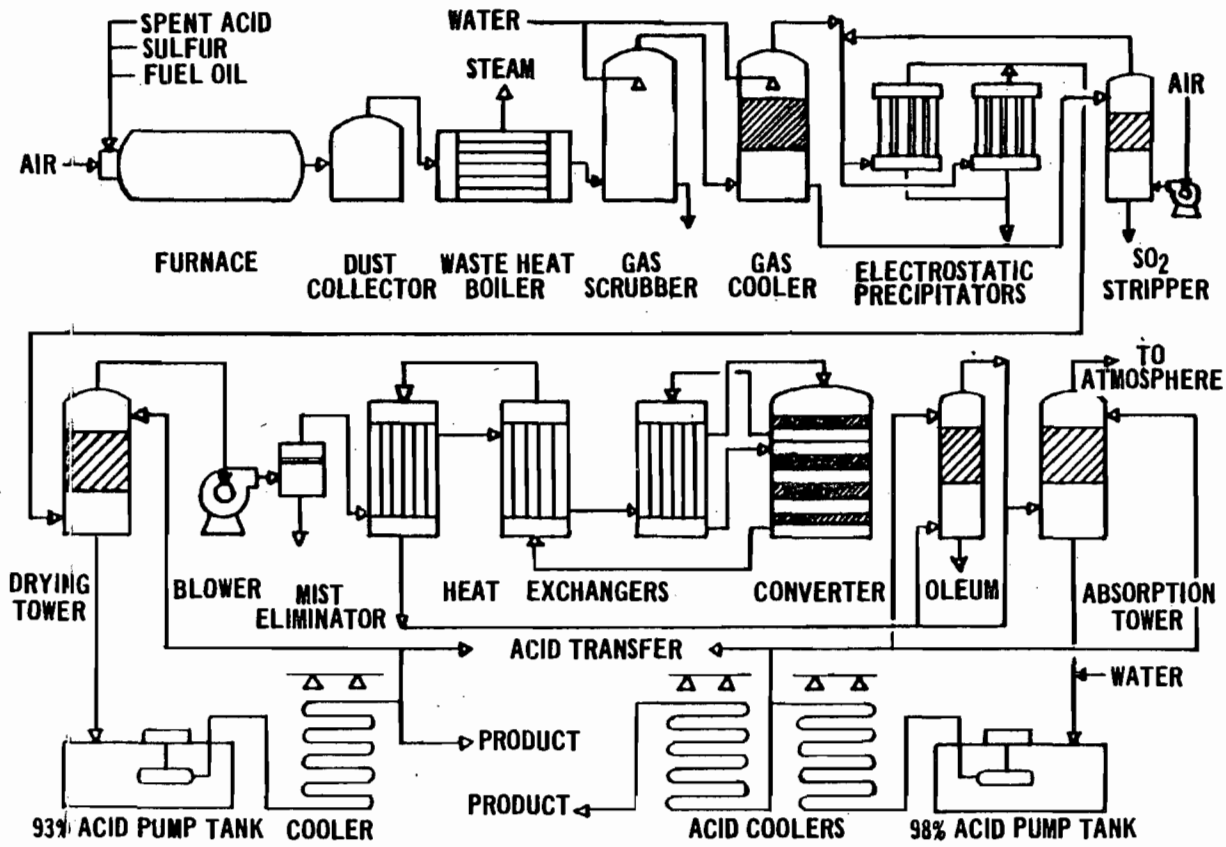 SPENT ACID
SULFUR
FUEL OIL
AIR
WATER
STEAM
AIR
FURNACE
DUST
COLLECTOR
WASTE HEAT
BOILER
GAS
SCRUBBER
GAS
COOLER
ELECTROSTATIC
PRECIPITATORS
SO2
STRIPPER
TO
ATMOSPHERE
DRYING
TOWER
BLOWER
MIST
ELIMINATOR
HEAT EXCHANGERS
CONVERTER
OLEUM
ABSORPTION
TOWER
ACID TRANSFER
WATER
PRODUCT
PRODUCT
93% ACID PUMP TANK
COOLER
ACID COOLERS
98% ACID PUMP TANK